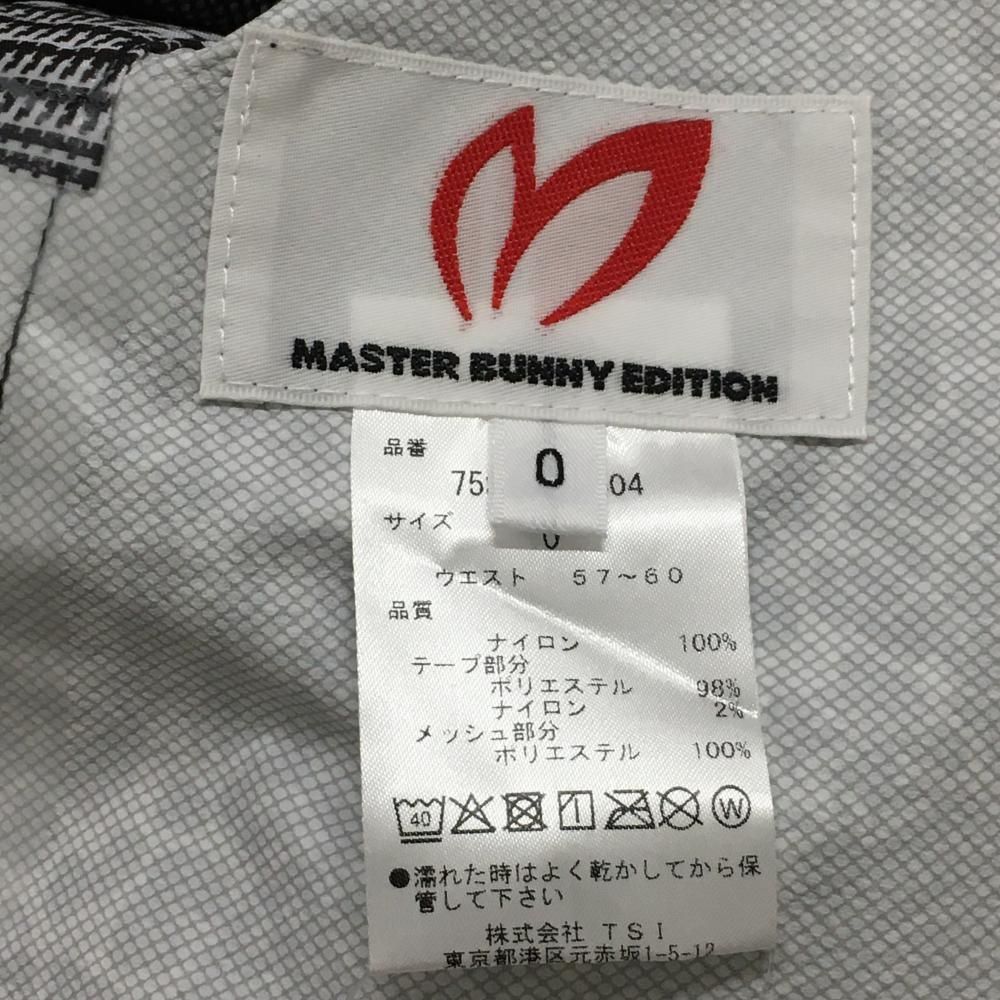 MASTER BUNNY EDITION
0
品番
75 04
サイズ
0
ウエスト 57～60
品質
ナイロン 100%
テープ部分
ポリエステル 98%
ナイロン 2%
メッシュ部分
ポリエステル 100%
40
W
●濡れた時はよく乾かしてから保
管して下さい
株式会社 TSI
東京都港区元赤坂1-5-12